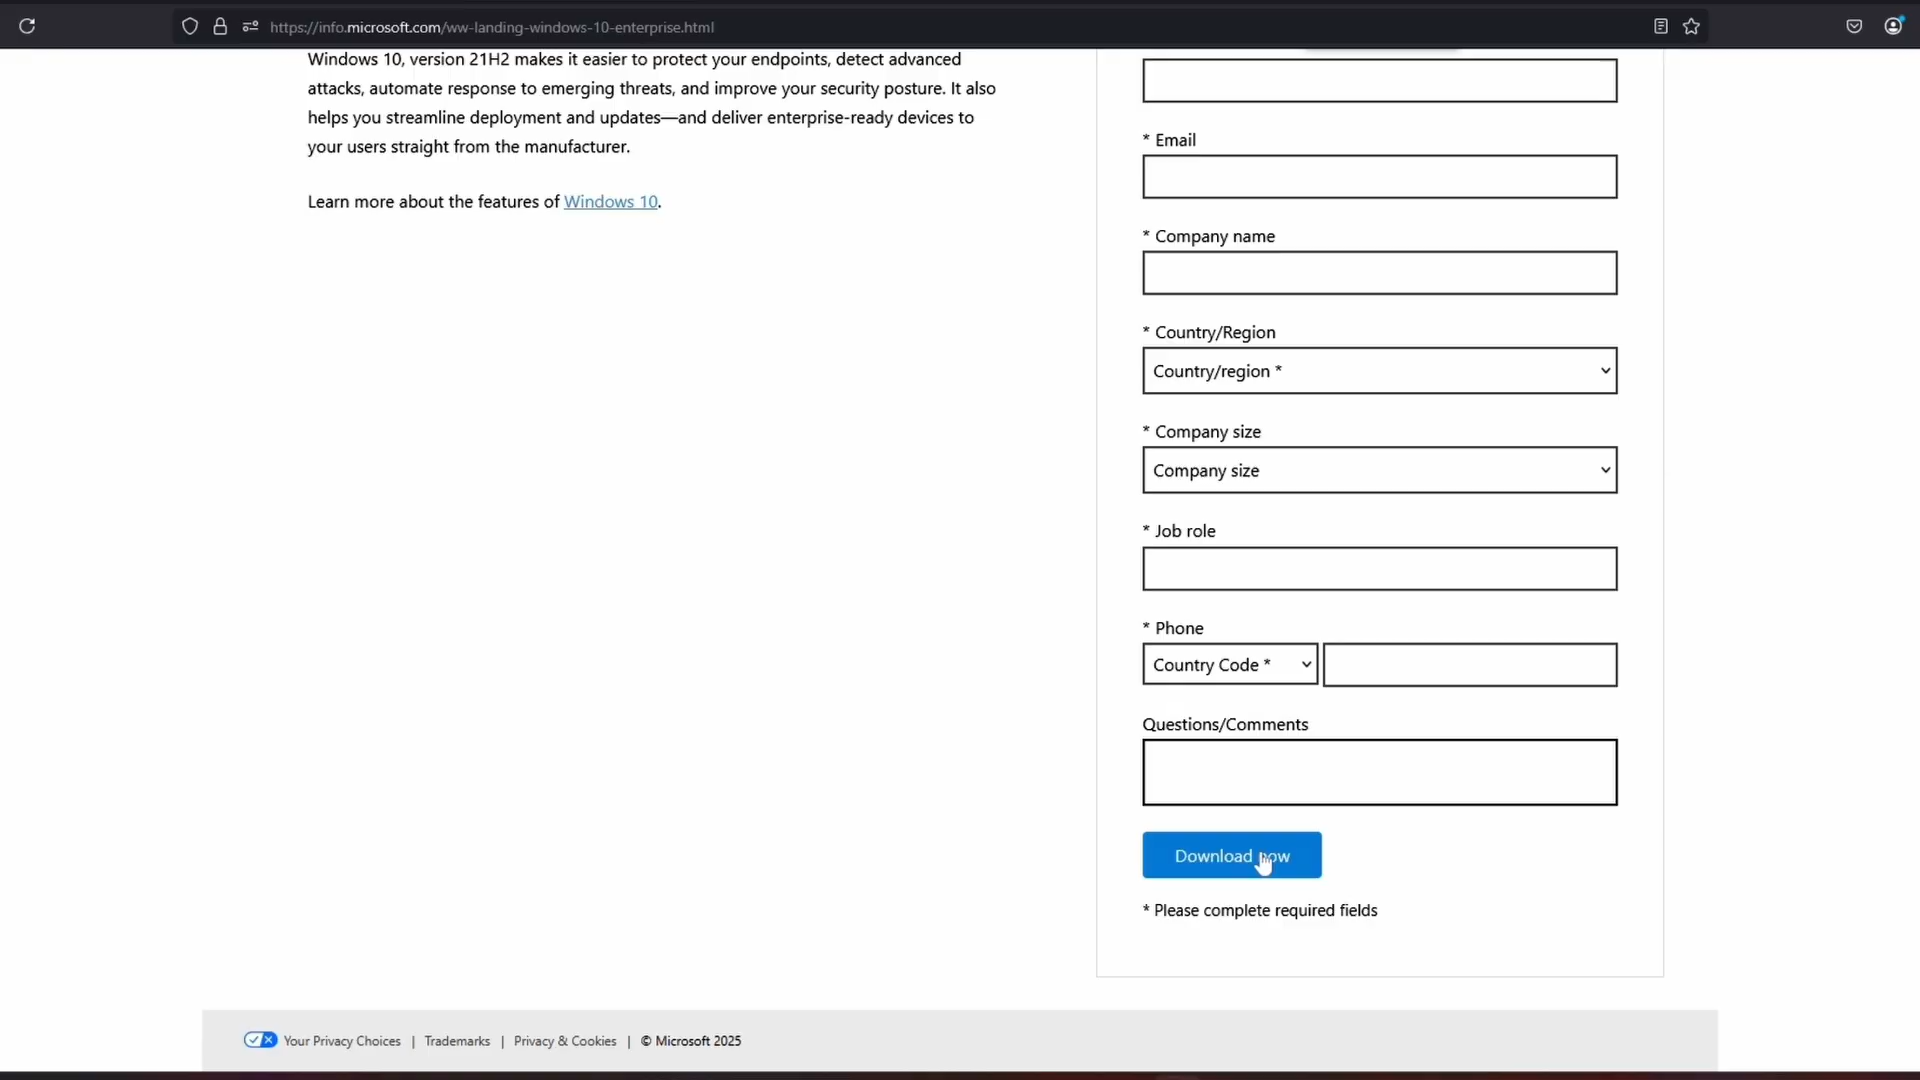 https://info.microsoft.com/ww-landing-windows-10-enterprise.html
Windows 10, version 21H2 makes it easier to protect your endpoints, detect advanced
attacks, automate response to emerging threats, and improve your security posture. It also
helps you streamline deployment and updates—and deliver enterprise-ready devices to
your users straight from the manufacturer.
Learn more about the features of Windows 10.
* Email
* Company name
* Country/Region
Country/region *
* Company size
Company size
* Job role
* Phone
Country Code *
Questions/Comments
Download now
* Please complete required fields
Your Privacy Choices | Trademarks | Privacy & Cookies | © Microsoft 2025